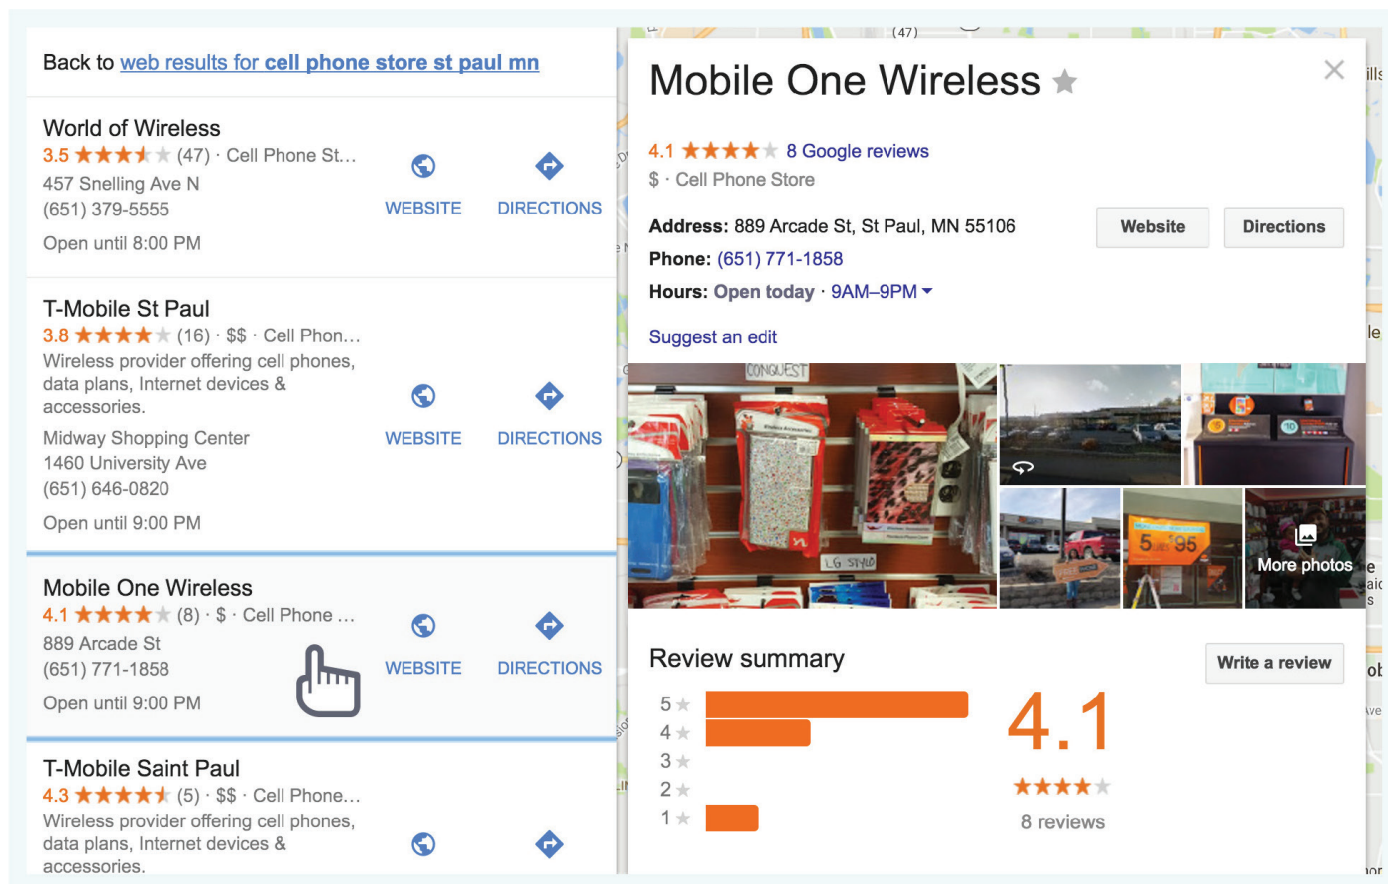 Back to web results for cell phone store st paul mn
World of Wireless
3.5 (47) · Cell Phone St...
457 Snelling Ave N
(651) 379-5555
Open until 8:00 PM
WEBSITE
DIRECTIONS
T-Mobile St Paul
3.8 (16) · $$ · Cell Phon...
Wireless provider offering cell phones,
data plans, Internet devices &
accessories.
Midway Shopping Center
1460 University Ave
(651) 646-0820
Open until 9:00 PM
WEBSITE
DIRECTIONS
Mobile One Wireless
4.1 (8) · $ · Cell Phone ...
889 Arcade St
(651) 771-1858
Open until 9:00 PM
WEBSITE
DIRECTIONS
T-Mobile Saint Paul
4.3 (5) · $$ · Cell Phone...
Wireless provider offering cell phones,
data plans, Internet devices &
accessories.
(47)
Mobile One Wireless
4.1 8 Google reviews
$ · Cell Phone Store
Address: 889 Arcade St, St Paul, MN 55106
Phone: (651) 771-1858
Hours: Open today · 9AM–9PM
Website
Directions
Suggest an edit
CONQUEST
LG STYLO
5 $95
More photos
Review summary
Write a review
5
4
3
2
1
4.1
8 reviews